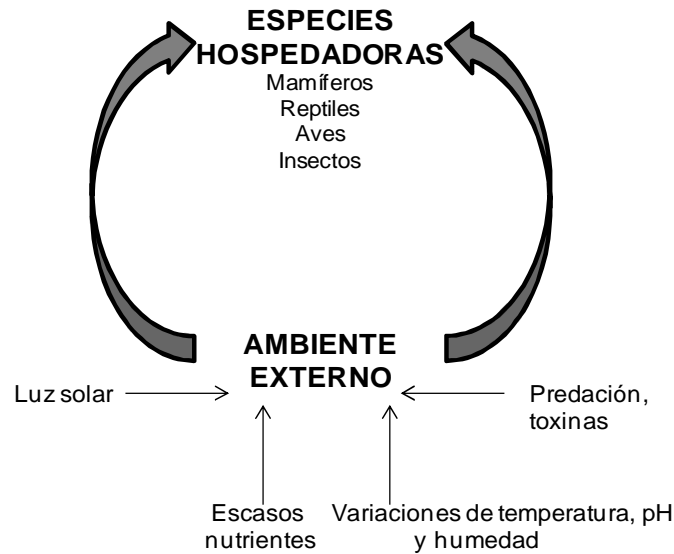 ESPECIES
HOSPEDADORAS
Mamíferos
Reptiles
Aves
Insectos
AMBIENTE
EXTERNO
Luz solar
Predación,
toxinas
Escasos
nutrientes
Variaciones de temperatura, pH
y humedad